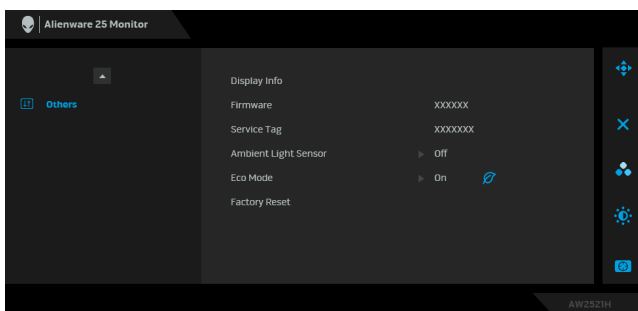 Alienware 25 Monitor
Others
Display Info
Firmware XXXXXX
Service Tag XXXXXXX
Ambient Light Sensor Off
Eco Mode On
Factory Reset
AW2521H